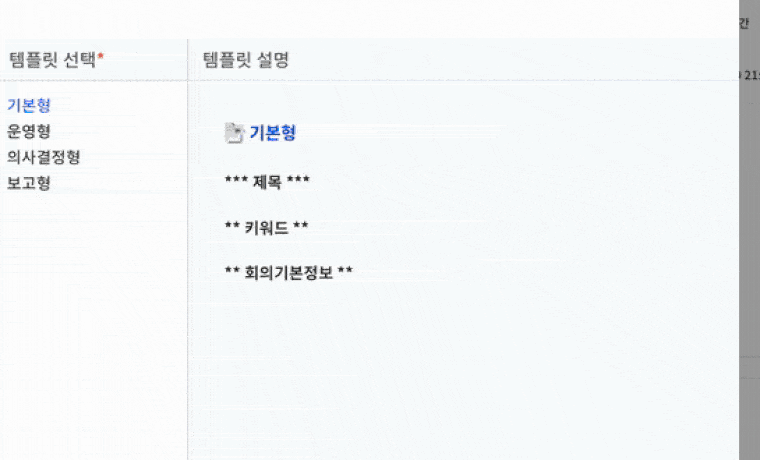 템플릿 선택*
템플릿 설명
기본형
운영형
의사결정형
보고형
기본형
*** 제목 ***
** 키워드 **
** 회의기본정보 **
간
21: